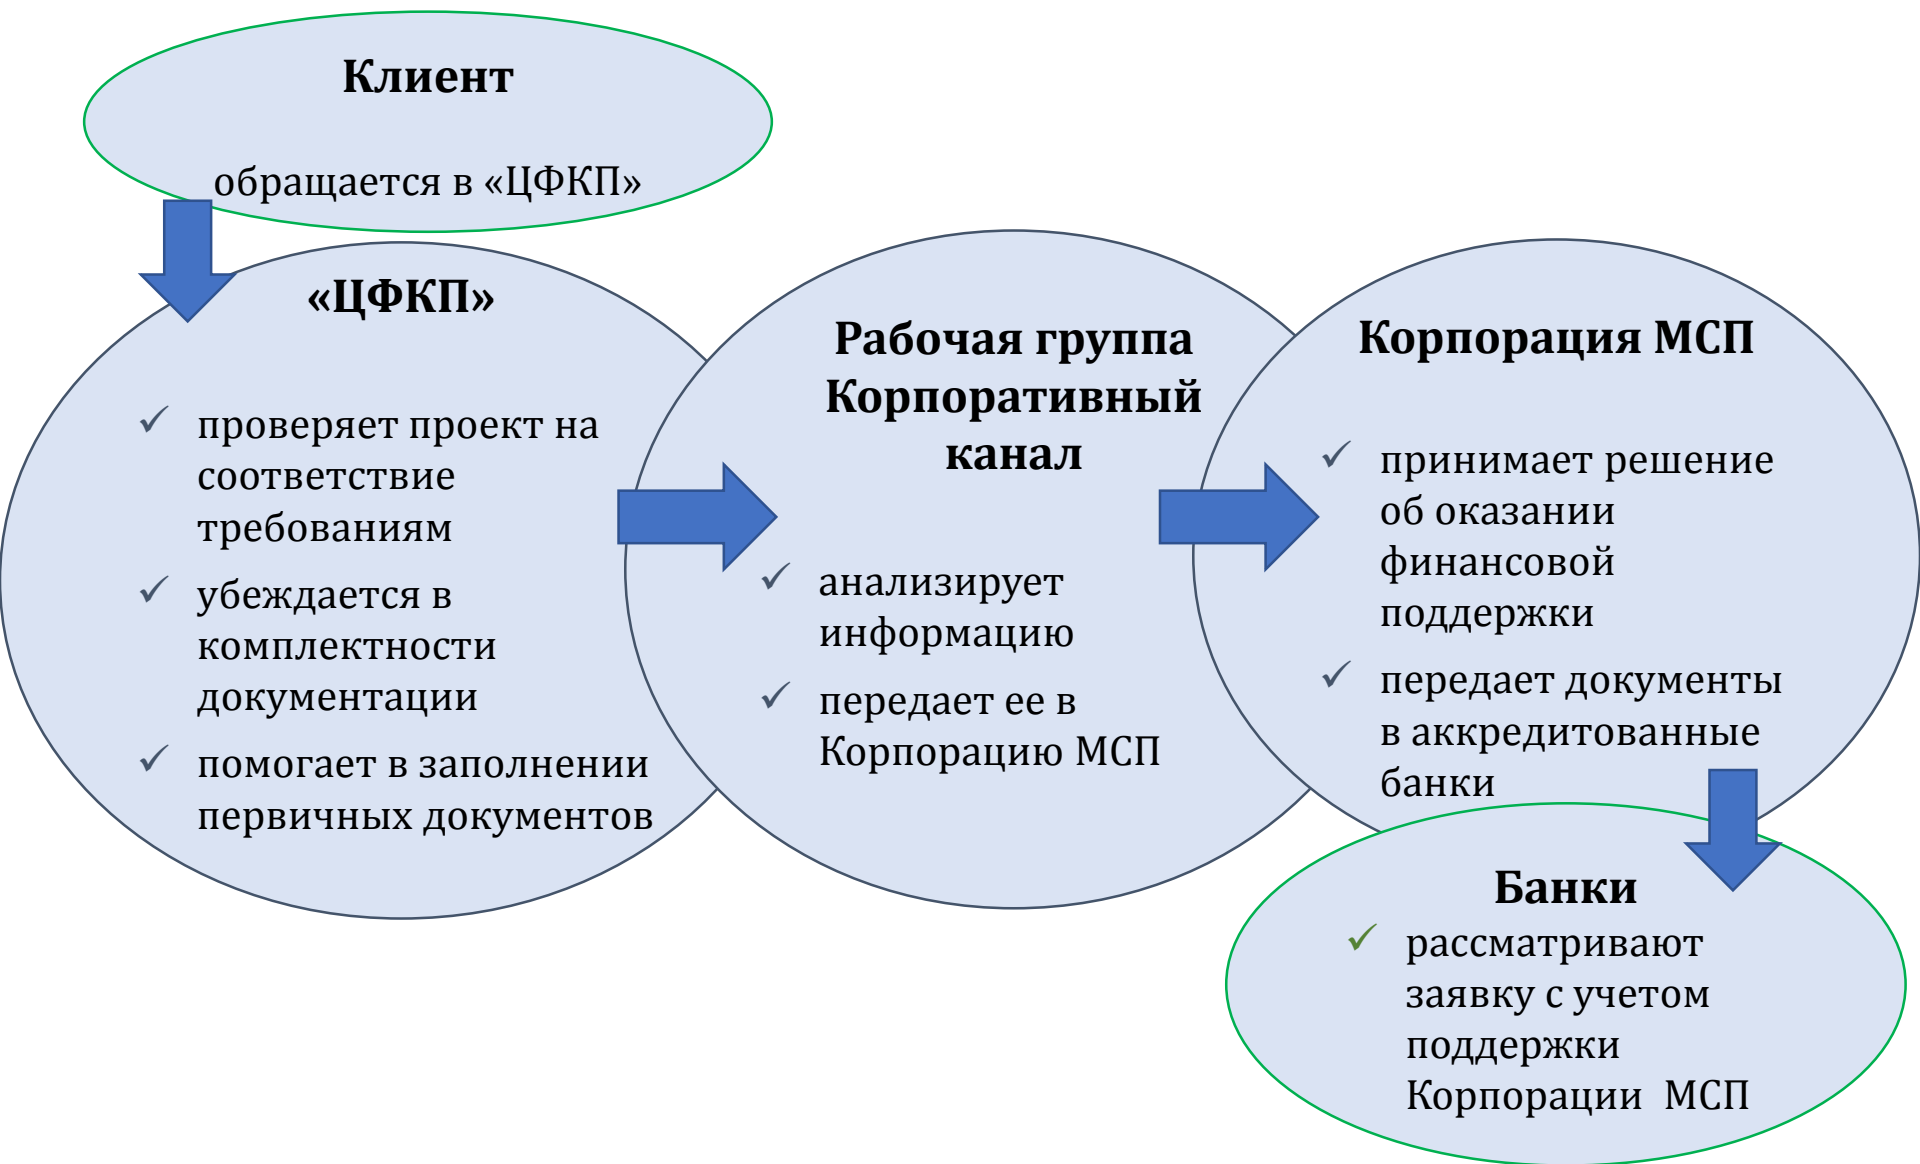 Клиент
обращается в «ЦФКП»
«ЦФКП»
проверяет проект на
соответствие
требованиям
убеждается в
комплектности
документации
помогает в заполнении
первичных документов
Рабочая группа
Корпоративный
канал
анализирует
информацию
передает ее в
Корпорацию МСП
Корпорация МСП
принимает решение
об оказании
финансовой
поддержки
передает документы
в аккредитованные
банки
Банки
рассматривают
заявку с учетом
поддержки
Корпорации  МСП